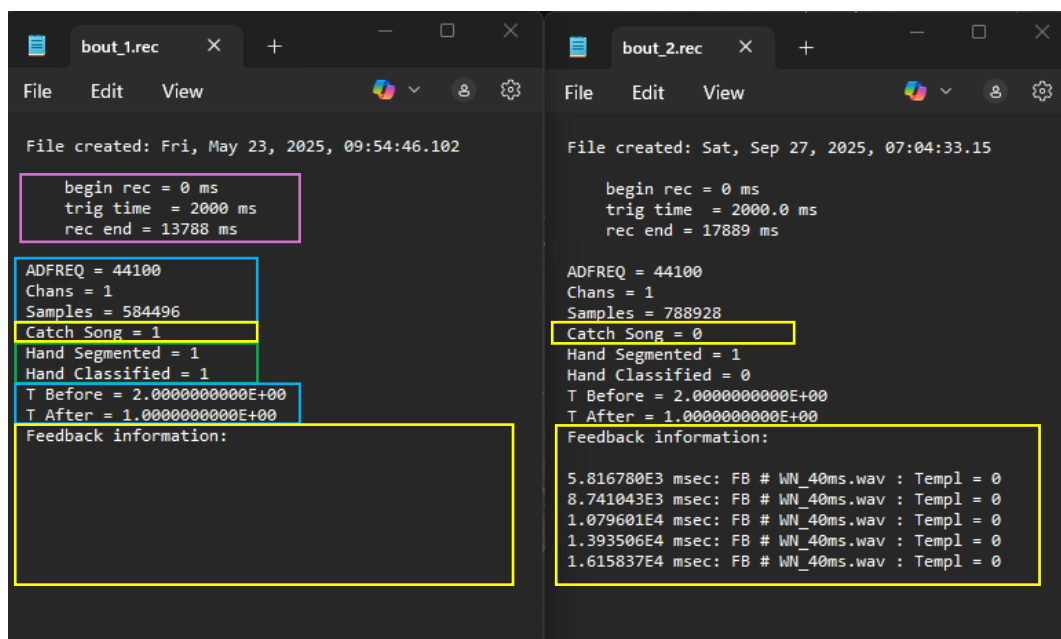 bout_1.rec
File Edit View
File created: Fri, May 23, 2025, 09:54:46.102
begin rec = 0 ms
trig time  = 2000 ms
rec end = 13788 ms
ADFREQ = 44100
Chans = 1
Samples = 584496
Catch Song = 1
Hand Segmented = 1
Hand Classified = 1
T Before = 2.0000000000E+00
T After = 1.0000000000E+00
Feedback information:
bout_2.rec
File Edit View
File created: Sat, Sep 27, 2025, 07:04:33.15
begin rec = 0 ms
trig time  = 2000.0 ms
rec end = 17889 ms
ADFREQ = 44100
Chans = 1
Samples = 788928
Catch Song = 0
Hand Segmented = 1
Hand Classified = 0
T Before = 2.0000000000E+00
T After = 1.0000000000E+00
Feedback information:
5.816780E3 msec: FB # WN_40ms.wav : Templ = 0
8.741043E3 msec: FB # WN_40ms.wav : Templ = 0
1.079601E4 msec: FB # WN_40ms.wav : Templ = 0
1.393506E4 msec: FB # WN_40ms.wav : Templ = 0
1.615837E4 msec: FB # WN_40ms.wav : Templ = 0